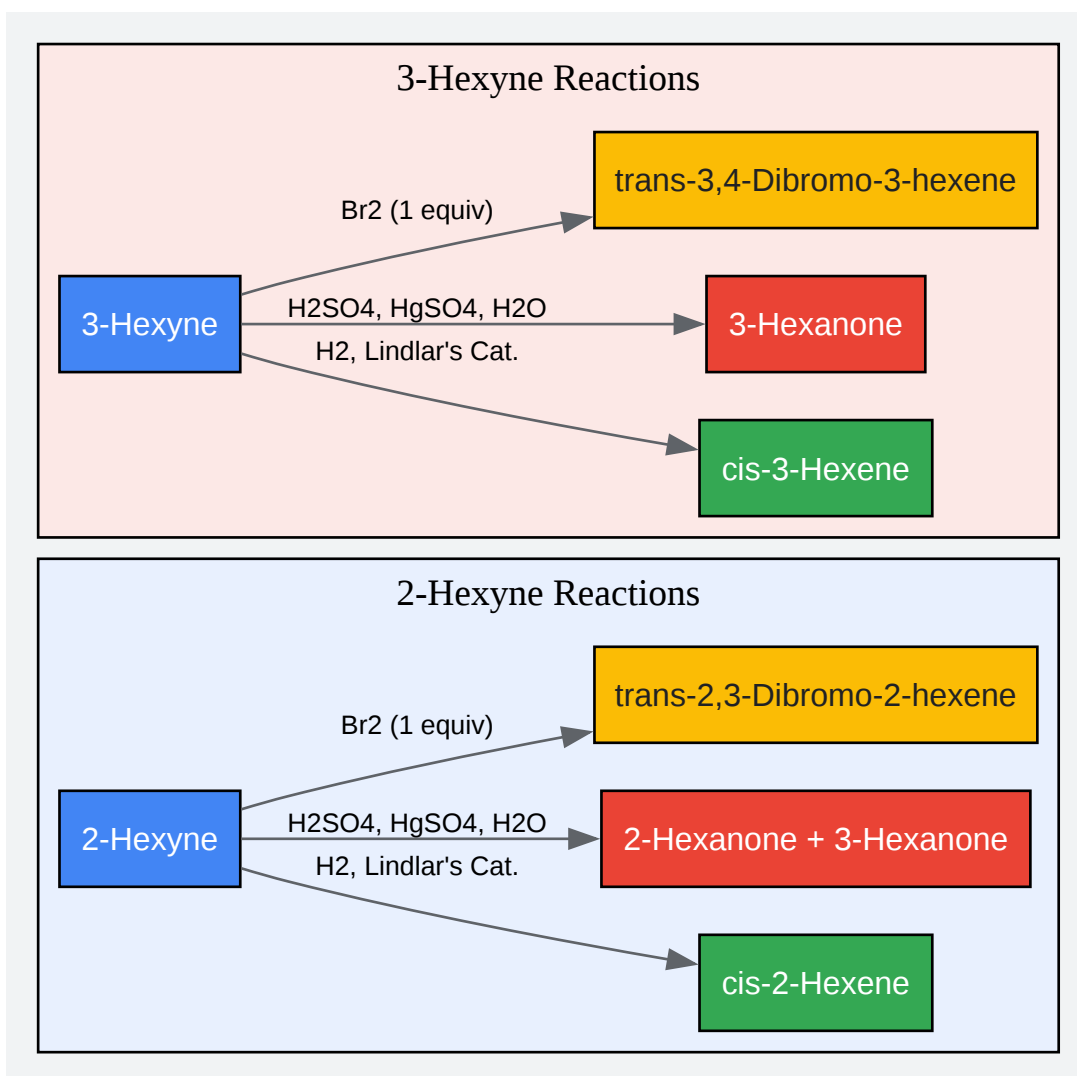 3-Hexyne Reactions
trans-3,4-Dibromo-3-hexene
Br2 (1 equiv)
3-Hexyne
H2SO4, HgSO4, H2O
3-Hexanone
H2, Lindlar's Cat.
cis-3-Hexene
2-Hexyne Reactions
trans-2,3-Dibromo-2-hexene
Br2 (1 equiv)
2-Hexyne
H2SO4, HgSO4, H2O
2-Hexanone + 3-Hexanone
H2, Lindlar's Cat.
cis-2-Hexene